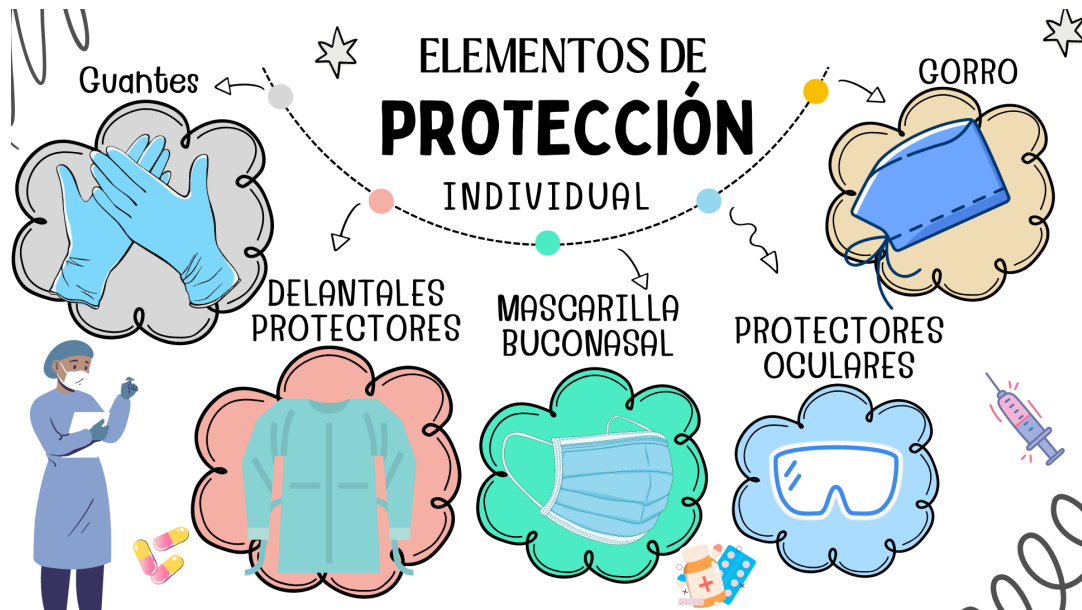 ELEMENTOS DE
PROTECCIÓN
INDIVIDUAL
Guantes
DELANTALES
PROTECTORES
MASCARILLA
BUCONASAL
PROTECTORES
OCULARES
GORRO